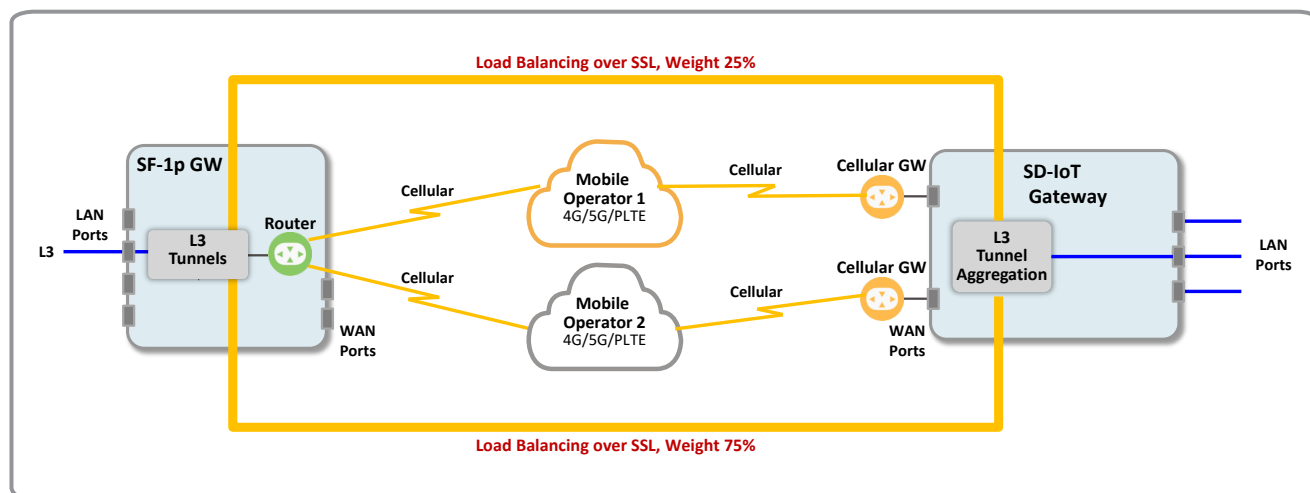 Load Balancing over SSL, Weight 25%
SF-1p GW
LAN
Ports
L3
L3
Tunnels
Router
WAN
Ports
Cellular
Cellular
Mobile
Operator 1
4G/5G/PLTE
Mobile
Operator 2
4G/5G/PLTE
Cellular
Cellular
Cellular GW
Cellular GW
WAN
Ports
SD-IoT
Gateway
L3
Tunnel
Aggregation
LAN
Ports
Load Balancing over SSL, Weight 75%